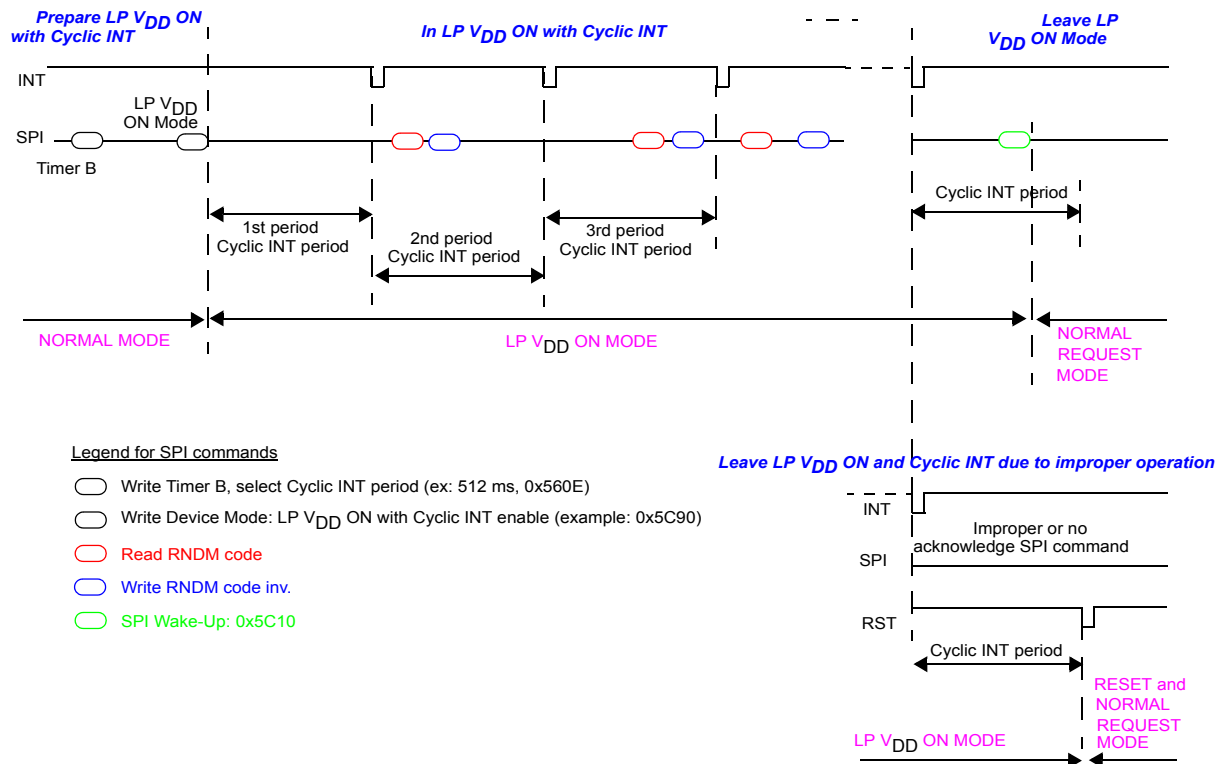 Prepare LP VDD ON
with Cyclic INT
In LP VDD ON with Cyclic INT
Leave LP
VDD ON Mode
INT
LP VDD
ON Mode
SPI
Timer B
1st period
Cyclic INT period
2nd period
Cyclic INT period
3rd period
Cyclic INT period
Cyclic INT period
NORMAL MODE
LP VDD ON MODE
NORMAL
REQUEST
MODE
Legend for SPI commands
Write Timer B, select Cyclic INT period (ex: 512 ms, 0x560E)
Write Device Mode: LP VDD ON with Cyclic INT enable (example: 0x5C90)
Read RNDM code
Write RNDM code inv.
SPI Wake-Up: 0x5C10
Leave LP VDD ON and Cyclic INT due to improper operation
INT
Improper or no
acknowledge SPI command
SPI
RST
Cyclic INT period
RESET and
NORMAL
REQUEST
MODE
LP VDD ON MODE